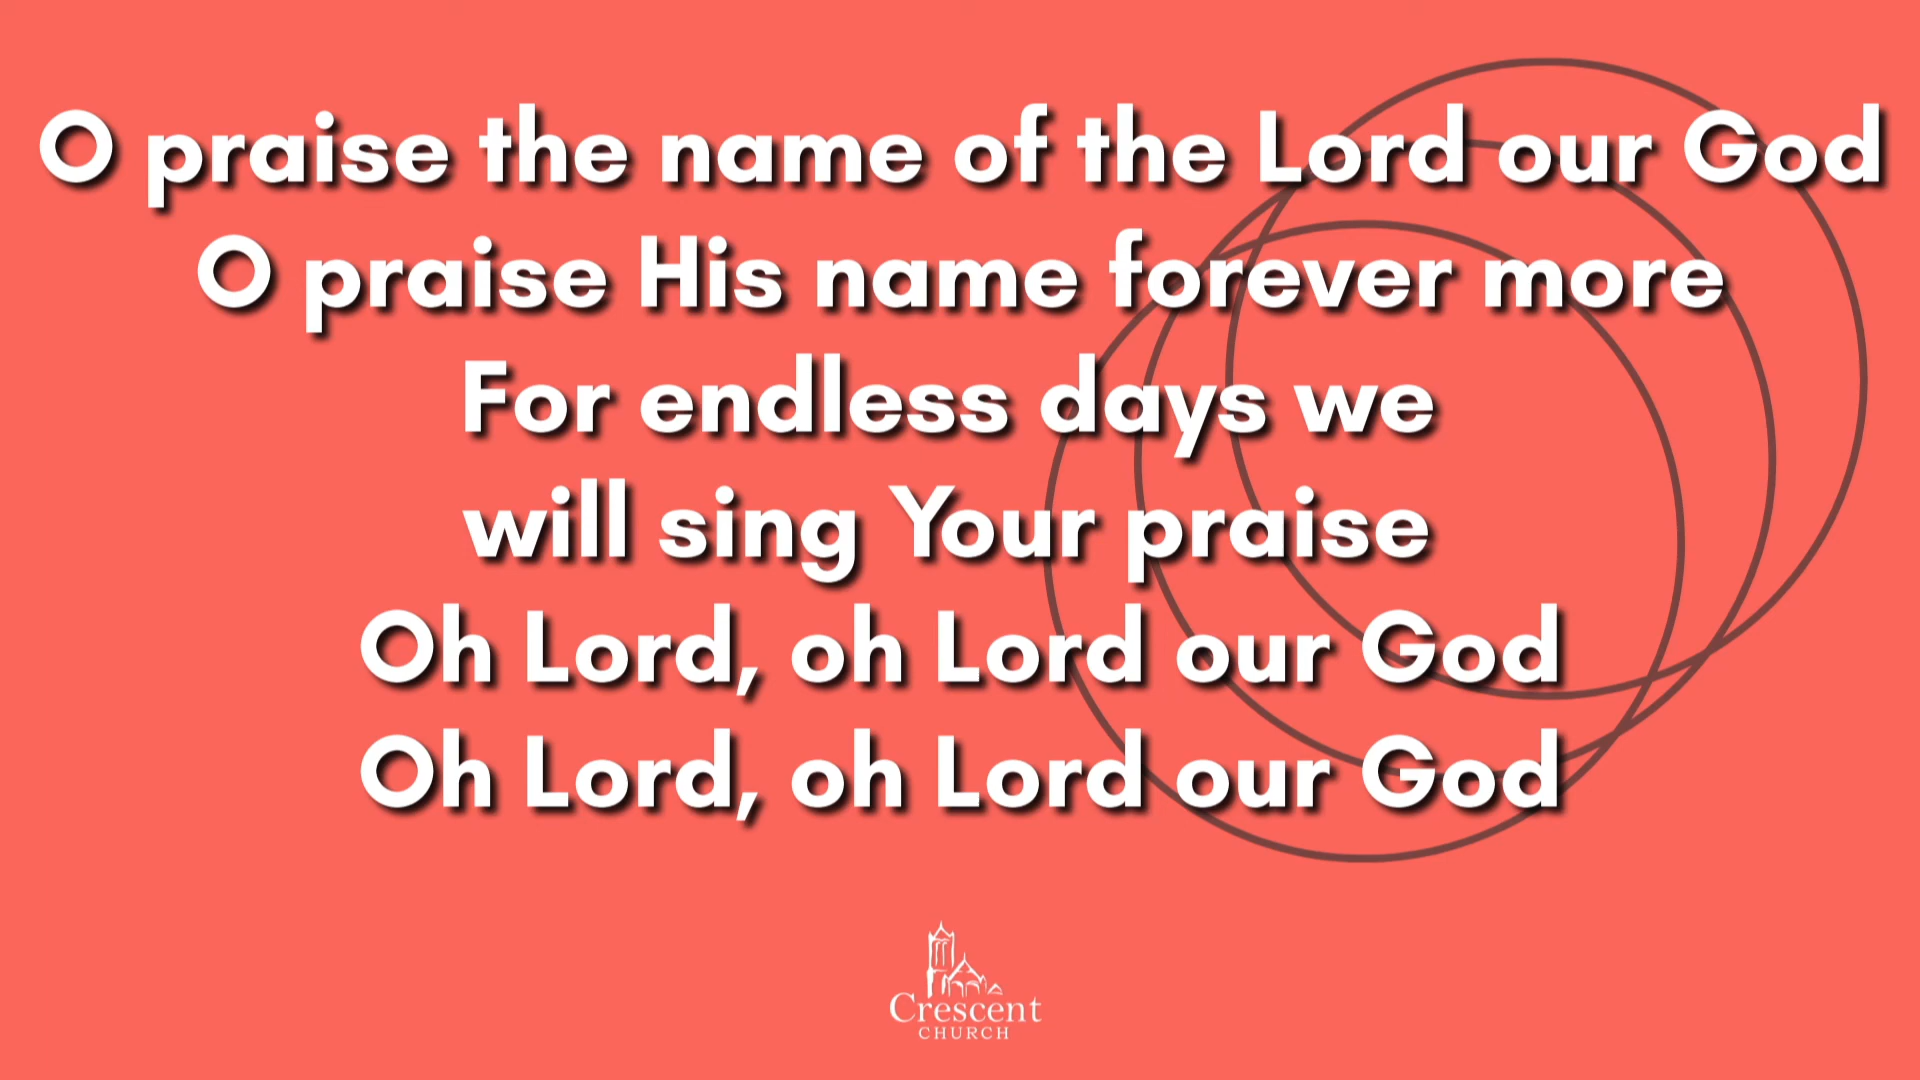 O praise the name of the Lord our God
O praise His name forever more
For endless days we
will sing Your praise
Oh Lord, oh Lord our God
Oh Lord, oh Lord our God
Crescent
CHURCH